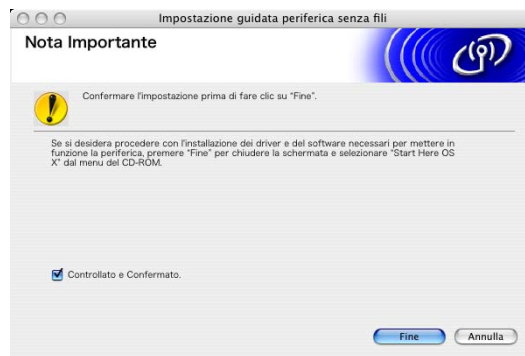 Impostazione guidata periferica senza fili
Nota Importante
Confermare l'impostazione prima di fare clic su "Fine".
Se si desidera procedere con l'installazione dei driver e del software necessari per mettere in
funzione la periferica, premere "Fine" per chiudere la schermata e selezionare "Start Here OS
X" dal menu del CD-ROM.
Controllato e Confermato.
Fine
Annulla